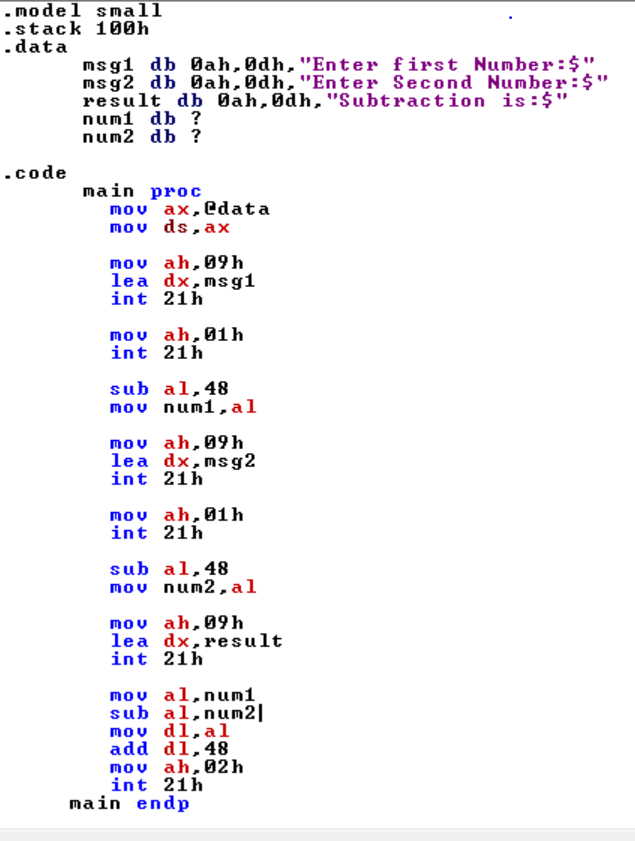 .model small
.stack 100h
.data
msg1 db 0ah,0dh,"Enter first Number:$"
msg2 db 0ah,0dh,"Enter Second Number:$"
result db 0ah,0dh,"Subtraction is:$"
num1 db ?
num2 db ?
.code
main proc
mov ax,@data
mov ds,ax
mov ah,09h
lea dx,msg1
int 21h
mov ah,01h
int 21h
sub al,48
mov num1,al
mov ah,09h
lea dx,msg2
int 21h
mov ah,01h
int 21h
sub al,48
mov num2,al
mov ah,09h
lea dx,result
int 21h
mov al,num1
sub al,num2
mov dl,al
add dl,48
mov ah,02h
int 21h
main endp